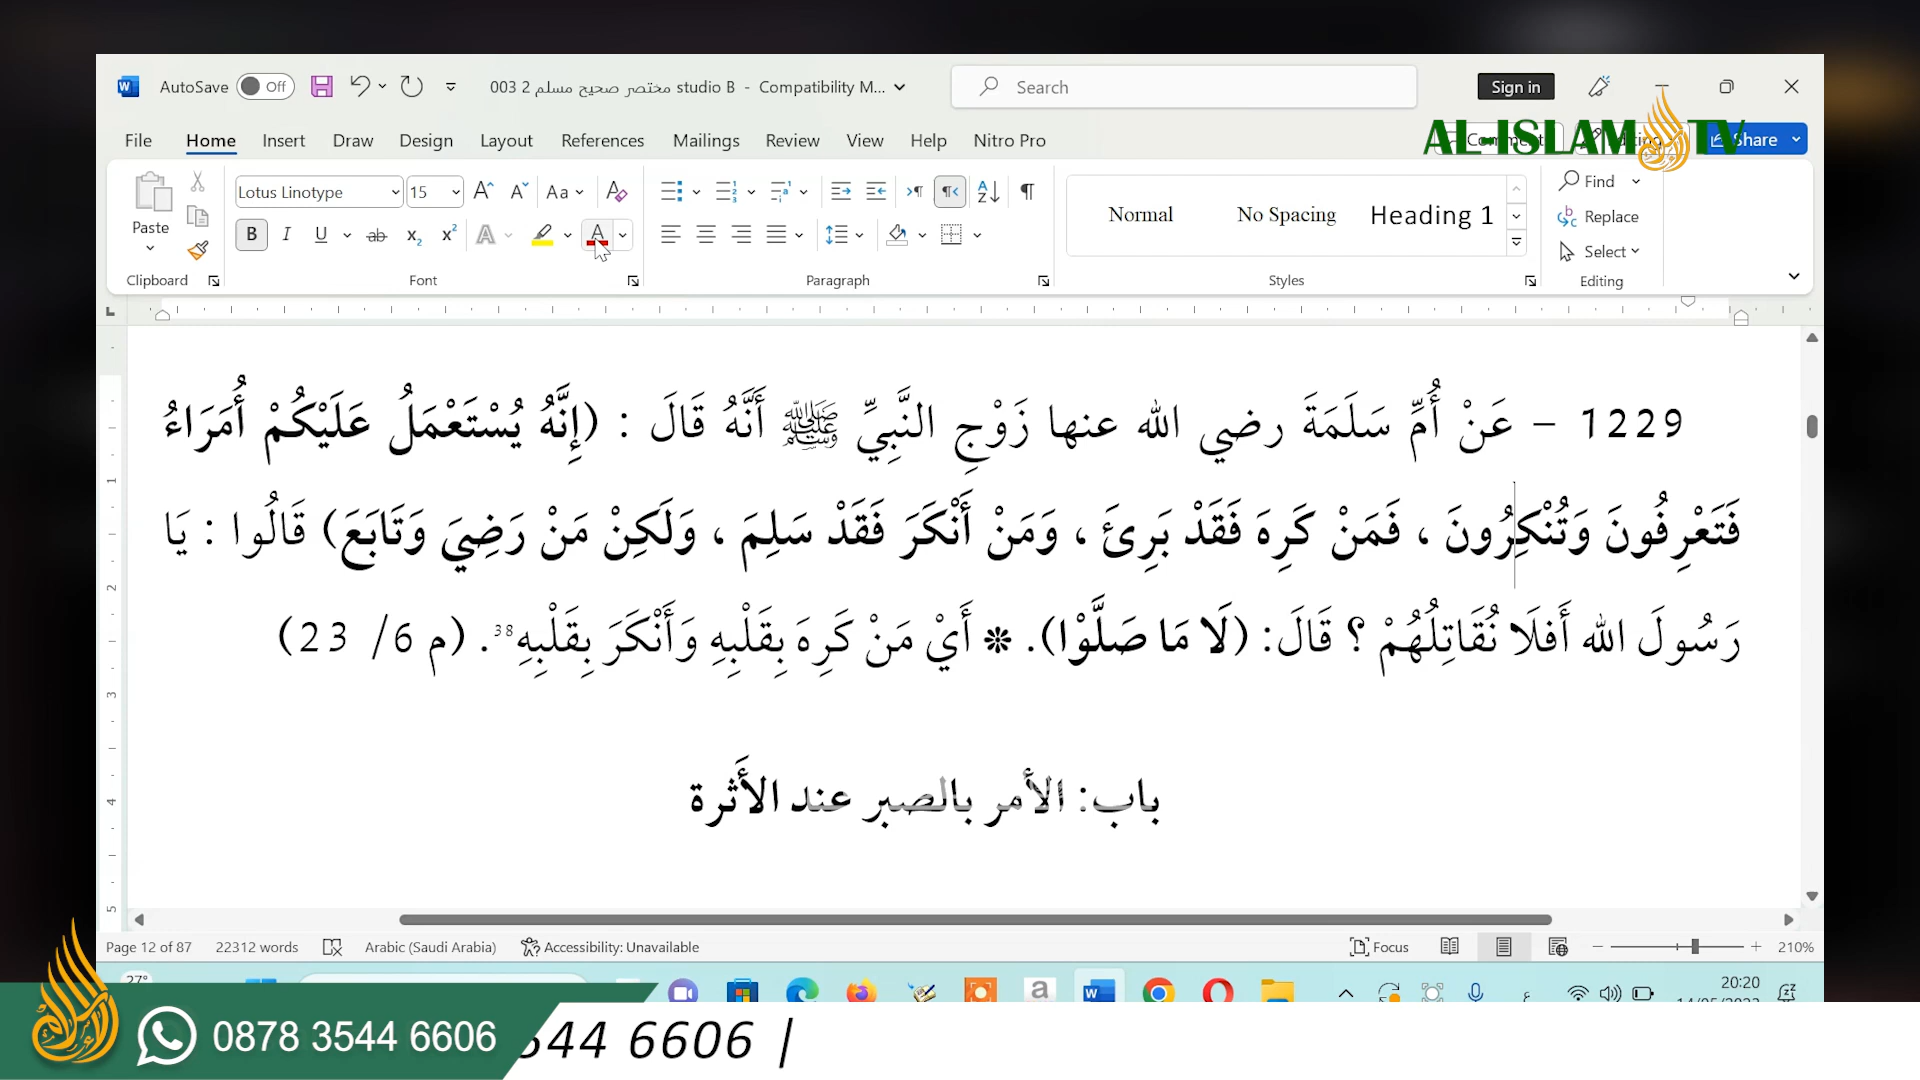 AutoSave Off 003 مختصر صحيح مسلم 2 studio B - Compatibility M... Search Sign in
File Home Insert Draw Design Layout References Mailings Review View Help Nitro Pro
AL-ISLAM TV
Share
Paste
Lotus Linotype 15
Normal No Spacing Heading 1
Find
Replace
Select
Clipboard Font Paragraph Styles Editing
1229 – عَنْ أُمِّ سَلَمَةَ رضي الله عنها زَوْجِ النَّبِيِّ ﷺ أَنَّهُ قَالَ : (إِنَّهُ يُسْتَعْمَلُ عَلَيْكُمْ أُمَرَاءُ
فَتَعْرِفُونَ وَتُنْكِرُونَ ، فَمَنْ كَرِهَ فَقَدْ بَرِئَ ، وَمَنْ أَنْكَرَ فَقَدْ سَلِمَ ، وَلَكِنْ مَنْ رَضِيَ وَتَابَعَ) قَالُوا : يَا
رَسُولَ الله أَفلَا نُقَاتِلُهُمْ ؟ قَالَ: (لَا مَا صَلَّوْا). * أَيْ مَنْ كَرِهَ بِقَلْبِهِ وَأَنْكَرَ بِقَلْبِهِ38. (م 6/ 23)
باب: الأمر بالصبر عند الأَثرة
Page 12 of 87 22312 words Arabic (Saudi Arabia) Accessibility: Unavailable Focus 210%
27°
20:20
0878 3544 6606
544 6606 |